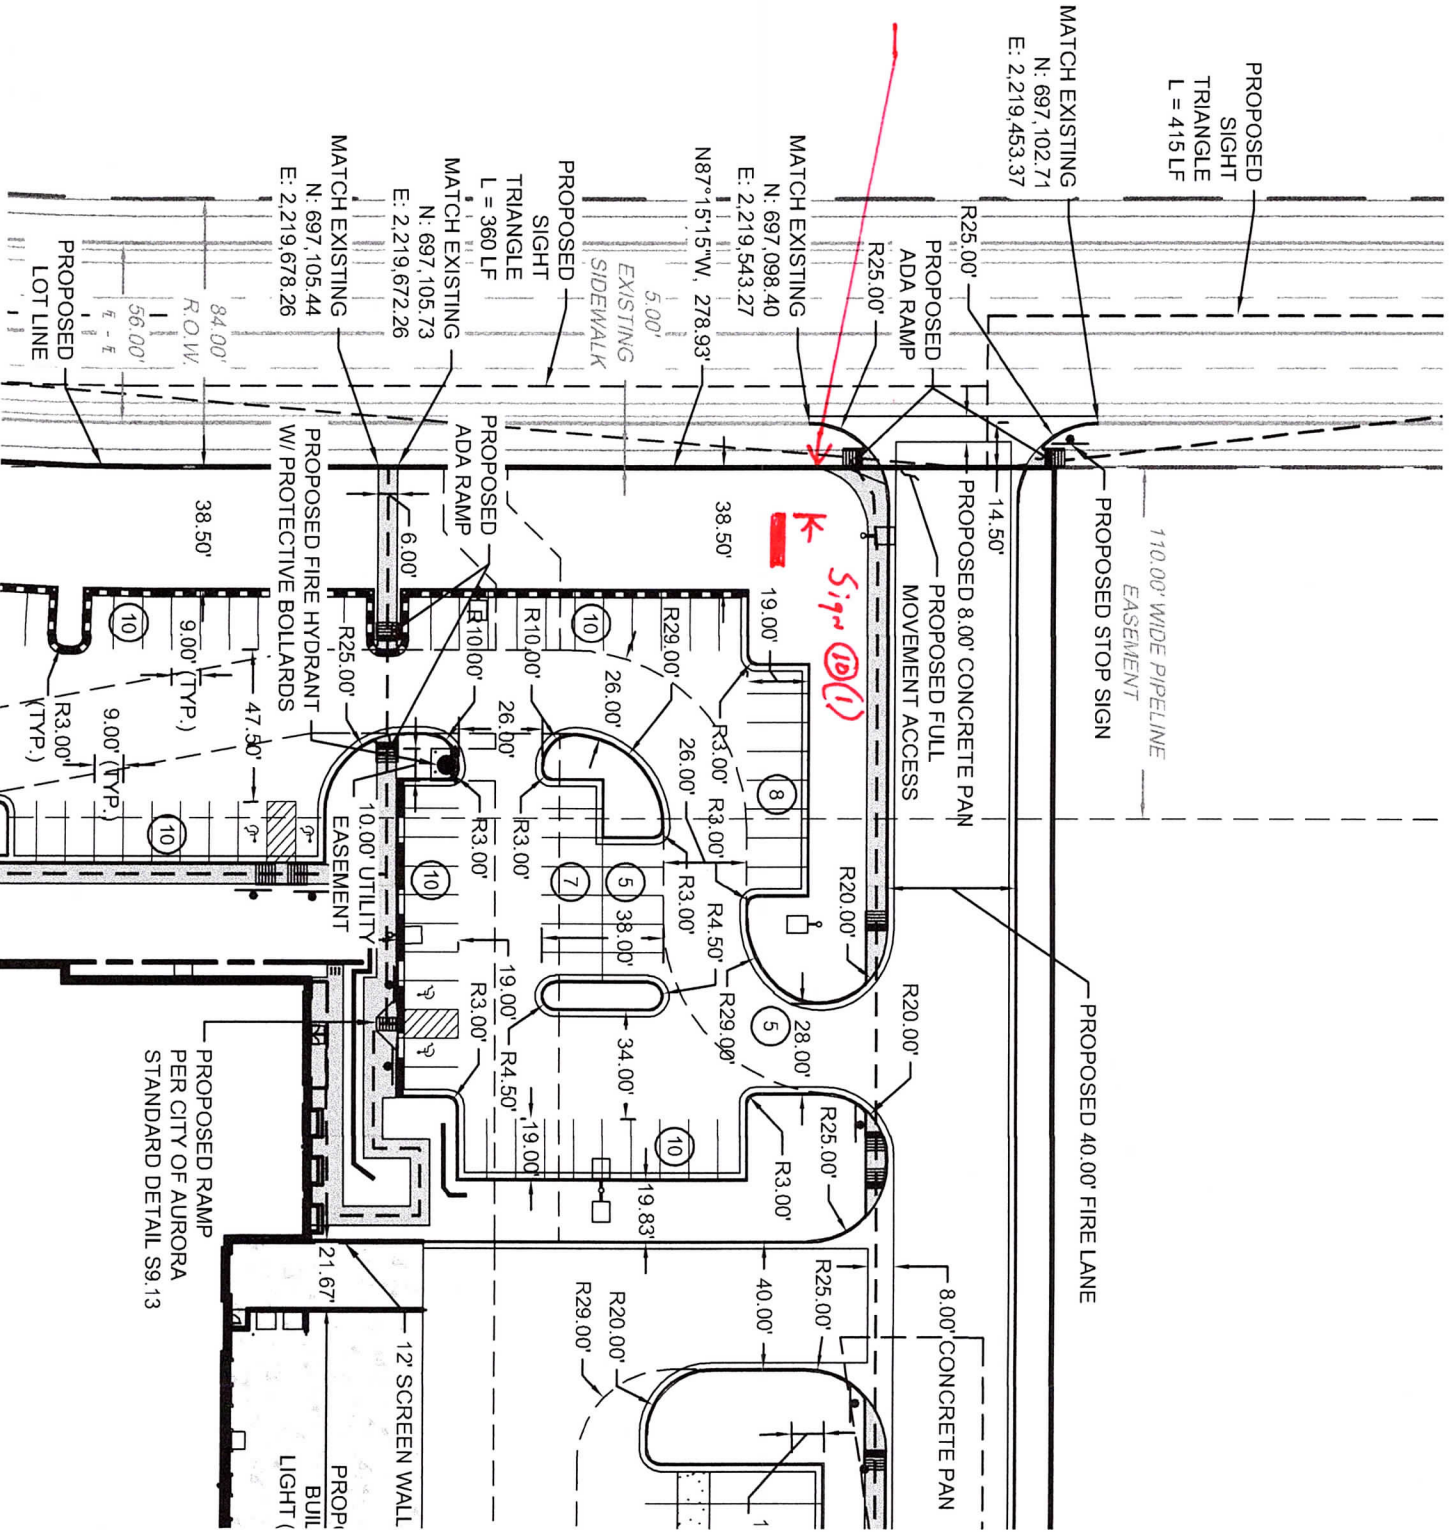 PROPOSED
SIGHT
TRIANGLE
L = 415 LF
MATCH EXISTING
N: 697,102.71
E: 2,219,453.37
R25.00'
PROPOSED
ADA RAMP
R25.00'
MATCH EXISTING
N: 697,098.40
E: 2,219,543.27
N87°15'15"W, 278.93'
5.00'
EXISTING
SIDEWALK
PROPOSED
SIGHT
TRIANGLE
L = 360 LF
MATCH EXISTING
N: 697,105.73
E: 2,219,672.26
MATCH EXISTING
N: 697,105.44
E: 2,219,678.26
84.00'
R.O.W.
56.00'
PROPOSED
LOT LINE
110.00' WIDE PIPELINE
EASEMENT
PROPOSED STOP SIGN
14.50'
PROPOSED 8.00' CONCRETE PAN
PROPOSED FULL
MOVEMENT ACCESS
Sign 10 (1)
38.50'
19.00'
PROPOSED
ADA RAMP
6.00'
PROPOSED FIRE HYDRANT
W/ PROTECTIVE BOLLARDS
38.50'
10
10
R29.00'
26.00'
R10.00'
R10.00'
26.00'
R25.00'
47.50'
9.00' (TYP.)
R3.00'
(TYP.)
9.00' (TYP.)
10
R3.00'
26.00'
R3.00'
8
R3.00'
R3.00'
R3.00'
10.00' UTILITY
EASEMENT
10
7
5
38.00'
R4.50'
R29.00'
R20.00'
19.00'
R3.00'
R4.50'
34.00'
5
28.00'
R20.00'
PROPOSED 40.00' FIRE LANE
R25.00'
R3.00'
10
19.00'
19.83'
PROPOSED RAMP
PER CITY OF AURORA
STANDARD DETAIL S9.13
21.67'
12' SCREEN WALL
40.00'
R25.00'
R20.00'
R29.00'
8.00' CONCRETE PAN
BUIL
LIGHT (
1